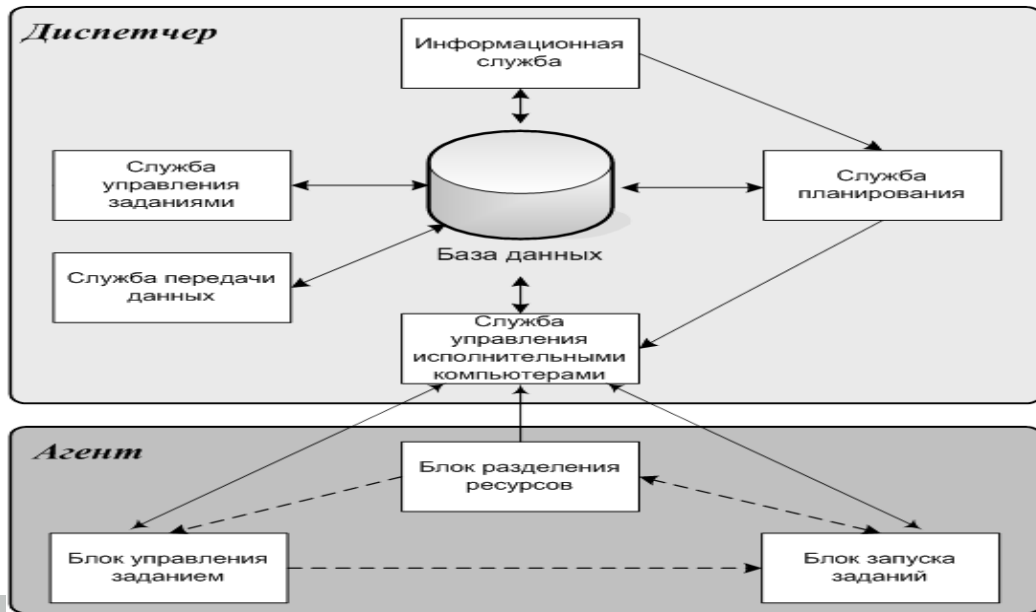 Диспетчер
Информационная
служба
Служба
управления
заданиями
Служба
планирования
База данных
Служба передачи
данных
Служба
управления
исполнительными
компьютерами
Агент
Блок разделения
ресурсов
Блок управления
заданием
Блок запуска
заданий